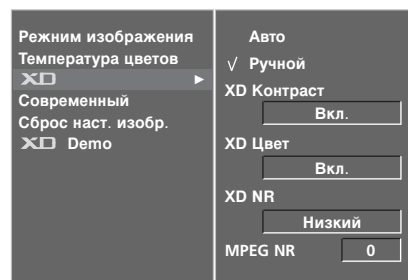 Режним изображения
Температура цветов
XD
Современный
Сброс наст. изобр.
XD Demo
Авто
√ Ручной
XD Контраст
Вкл.
XD Цвет
Вкл.
XD NR
Низкий
MPEG NR 0